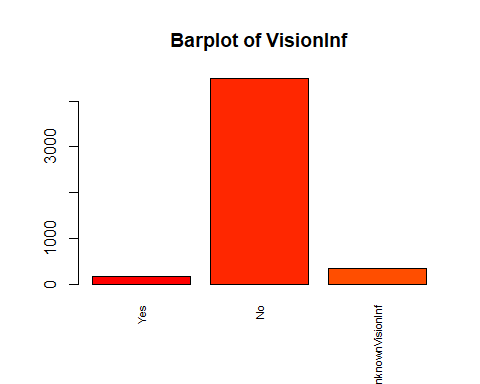 Barplot of VisionInf
3000
1000
0
Yes
No
nknownVisionInf